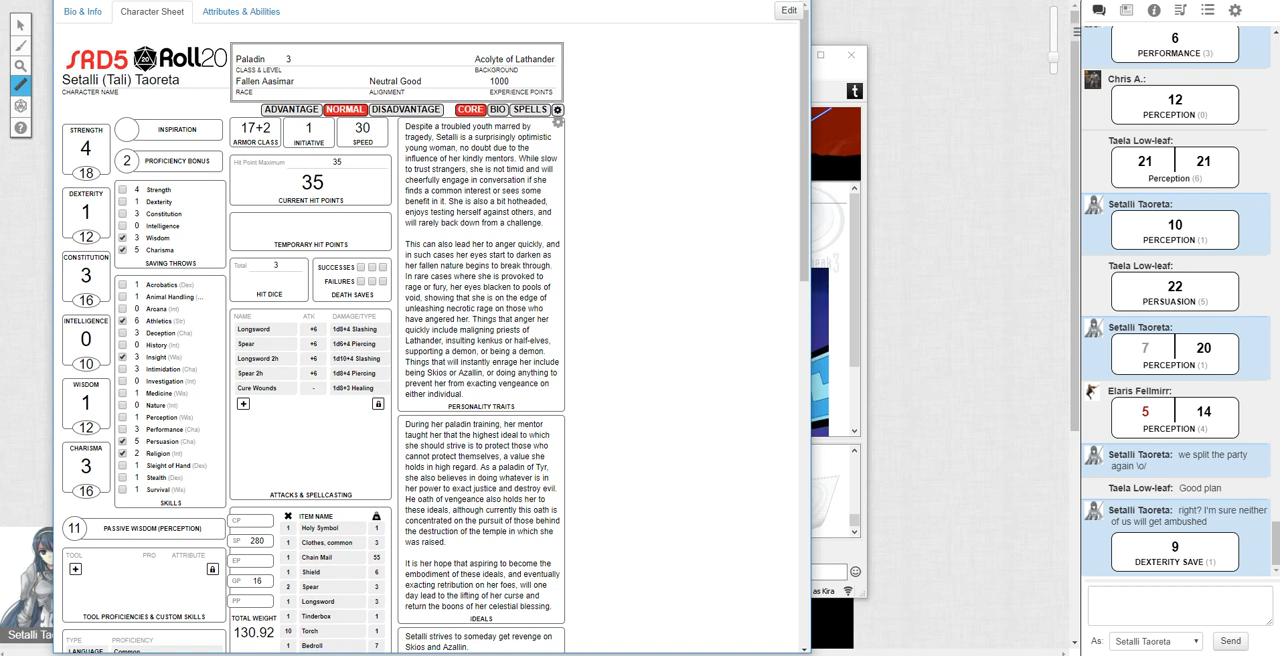 Bio & Info
Character Sheet
Attributes & Abilities
Edit
SRD5 Roll20
Setalli (Tali) Taoreta
CHARACTER NAME
Paladin 3
CLASS & LEVEL
Acolyte of Lathander
BACKGROUND
Fallen Aasimar
RACE
Neutral Good
ALIGNMENT
1000
EXPERIENCE POINTS
ADVANTAGE NORMAL DISADVANTAGE CORE BIO SPELLS
STRENGTH
4
18
DEXTERITY
1
12
CONSTITUTION
3
16
INTELLIGENCE
0
10
WISDOM
1
12
CHARISMA
3
16
INSPIRATION
2 PROFICIENCY BONUS
4 Strength
1 Dexterity
3 Constitution
0 Intelligence
3 Wisdom
5 Charisma
SAVING THROWS
1 Acrobatics (Dex)
1 Animal Handling (...
0 Arcana (Int)
6 Athletics (Str)
3 Deception (Cha)
0 History (Int)
3 Insight (Wis)
3 Intimidation (Cha)
0 Investigation (Int)
1 Medicine (Wis)
0 Nature (Int)
1 Perception (Wis)
3 Performance (Cha)
5 Persuasion (Cha)
2 Religion (Int)
1 Sleight of Hand (Dex)
1 Stealth (Dex)
1 Survival (Wis)
SKILLS
11 PASSIVE WISDOM (PERCEPTION)
TOOL PRO ATTRIBUTE
TOOL PROFICIENCIES & CUSTOM SKILLS
TYPE PROFICIENCY
LANGUAGE Common
17+2
ARMOR CLASS
1
INITIATIVE
30
SPEED
Hit Point Maximum 35
35
CURRENT HIT POINTS
TEMPORARY HIT POINTS
Total 3
HIT DICE
SUCCESSES
FAILURES
DEATH SAVES
NAME ATK DAMAGE/TYPE
Longsword +6 1d8+4 Slashing
Spear +6 1d6+4 Piercing
Longsword 2h +6 1d10+4 Slashing
Spear 2h +6 1d8+4 Piercing
Cure Wounds - 1d8+3 Healing
ATTACKS & SPELLCASTING
CP
SP 280
EP
GP 16
PP
TOTAL WEIGHT
130.92
ITEM NAME
1 Holy Symbol 1
1 Clothes, common 3
1 Chain Mail 55
1 Shield 6
2 Spear 3
1 Longsword 3
1 Tinderbox 1
10 Torch 1
1 Bedroll 7
Despite a troubled youth marred by
tragedy, Setalli is a surprisingly optimistic
young woman, no doubt due to the
influence of her kindly mentors. While slow
to trust strangers, she is not timid and will
cheerfully engage in conversation if she
finds a common interest or sees some
benefit in it. She is also a bit hotheaded,
enjoys testing herself against others, and
will rarely back down from a challenge.
This can also lead her to anger quickly, and
in such cases her eyes start to darken as
her fallen nature begins to break through.
In rare cases where she is provoked to
rage or fury, her eyes blacken to pools of
void, showing that she is on the edge of
unleashing necrotic rage on those who
have angered her. Things that anger her
quickly include maligning priests of
Lathander, insulting kenkus or half-elves,
supporting a demon, or being a demon.
Things that will instantly enrage her include
being Skios or Azallin, or doing anything to
prevent her from exacting vengeance on
either individual.
PERSONALITY TRAITS
During her paladin training, her mentor
taught her that the highest ideal to which
she should strive is to protect those who
cannot protect themselves, a value she
holds in high regard. As a paladin of Tyr,
she also believes in doing whatever is in
her power to exact justice and destroy evil.
He oath of vengeance also holds her to
these ideals, although currently this oath is
concentrated on the pursuit of those behind
the destruction of the temple in which she
was raised.
It is her hope that aspiring to become the
embodiment of these ideals, and eventually
exacting retribution on her foes, will one
day lead to the lifting of her curse and
return the boons of her celestial blessing.
IDEALS
Setalli strives to someday get revenge on
Skios and Azallin.
as Kira
6
PERFORMANCE (3)
Chris A.:
12
PERCEPTION (0)
Taela Low-leaf:
21 21
Perception (6)
Setalli Taoreta:
10
PERCEPTION (1)
Taela Low-leaf:
22
PERSUASION (5)
Setalli Taoreta:
7 20
PERCEPTION (1)
Elaris Fellmirr:
5 14
PERCEPTION (4)
Setalli Taoreta: we split the party
again \o/
Taela Low-leaf: Good plan
Setalli Taoreta: right? I'm sure neither
of us will get ambushed
9
DEXTERITY SAVE (1)
As: Setalli Taoreta Send
Setalli Tao